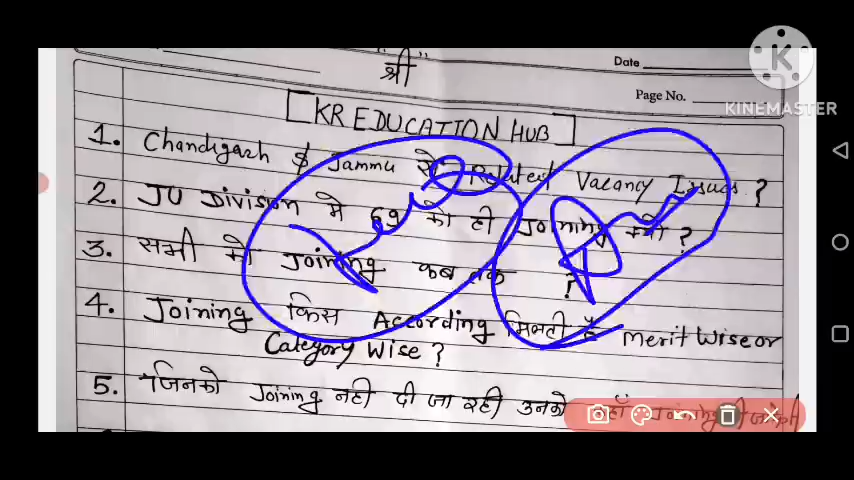 श्री
Date
Page No.
KINEMASTER
[KR EDUCATION HUB]
1. Chandigarh & Jammu से Related Vacancy Issues ?
2. JU Division मे 69 को ही Joining क्यों ?
3. सभी को Joining कब तक ?
4. Joining किस According मिलती है Merit Wise or
Category Wise ?
5. जिनको Joining नही दी जा रही उनको